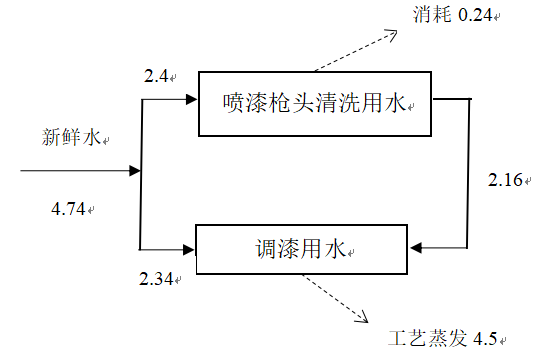 消耗 0.24
2.4
喷漆枪头清洗用水
新鲜水
2.16
4.74
调漆用水
2.34
工艺蒸发 4.5